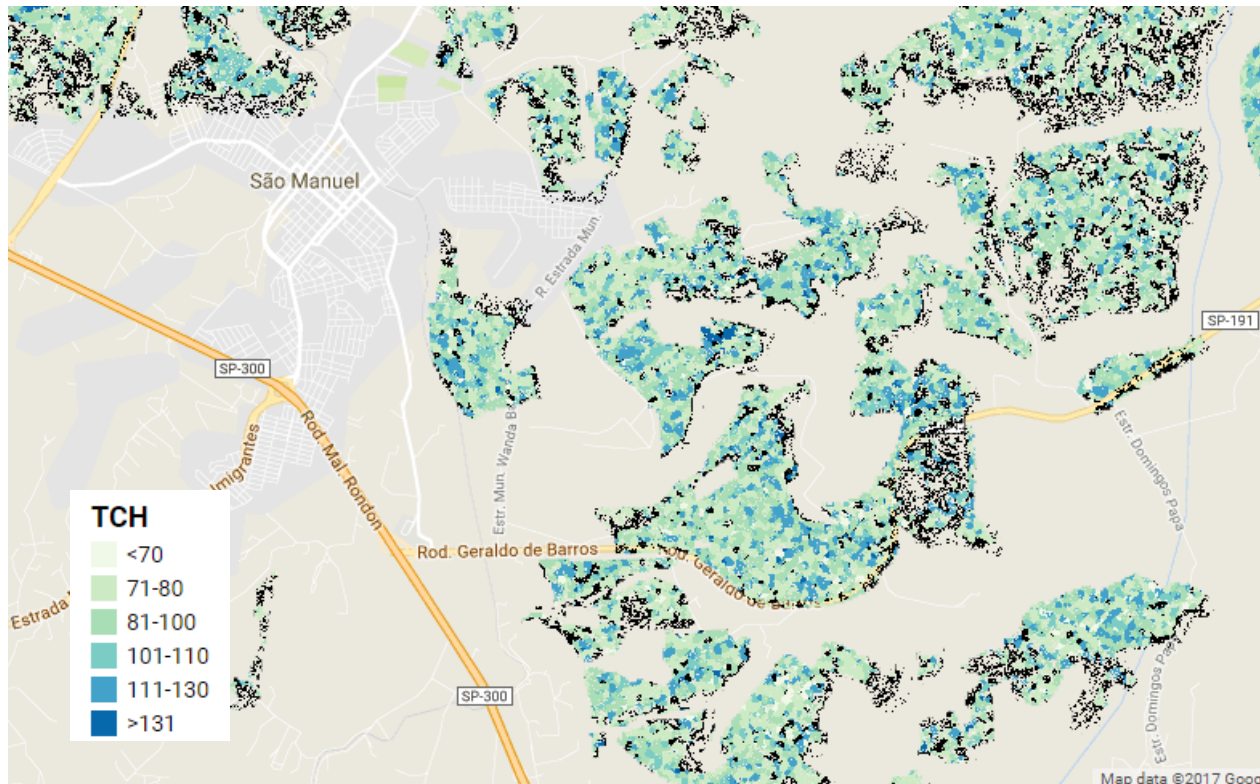 São Manuel
R. Estrada Mun.
SP-191
SP-300
Imigrantes
Rod. Mal. Rondon
Estr. Mun. Wanda B
Estr. Domingos Papa
TCH
<70
71-80
81-100
101-110
111-130
>131
Rod. Geraldo de Barros
Rod. Geraldo de Barros
Estrada
SP-300
Estr. Domingos Papa
Map data ©2017 Goo